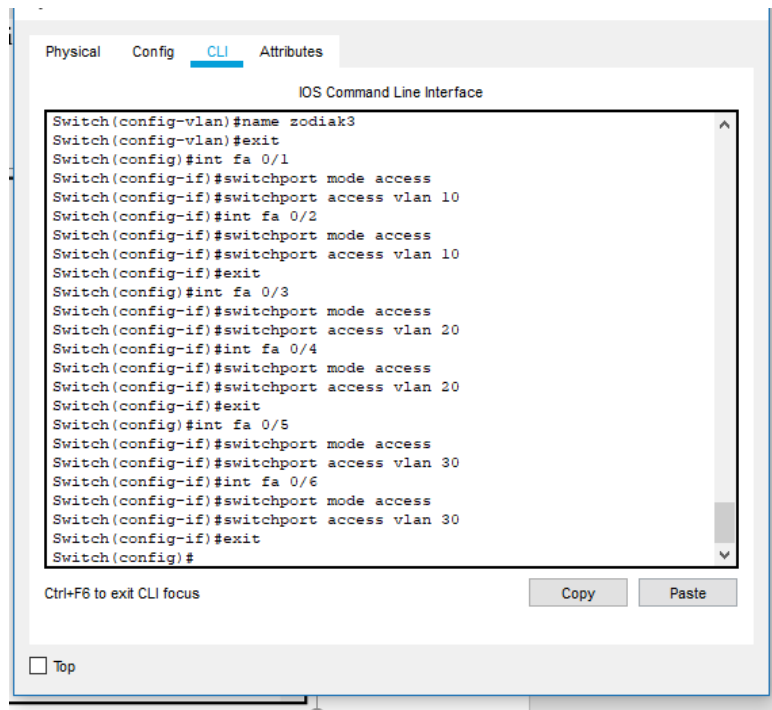 Physical Config CLI Attributes
IOS Command Line Interface
Switch(config-vlan)#name zodiak3
Switch(config-vlan)#exit
Switch(config)#int fa 0/1
Switch(config-if)#switchport mode access
Switch(config-if)#switchport access vlan 10
Switch(config-if)#int fa 0/2
Switch(config-if)#switchport mode access
Switch(config-if)#switchport access vlan 10
Switch(config-if)#exit
Switch(config)#int fa 0/3
Switch(config-if)#switchport mode access
Switch(config-if)#switchport access vlan 20
Switch(config-if)#int fa 0/4
Switch(config-if)#switchport mode access
Switch(config-if)#switchport access vlan 20
Switch(config-if)#exit
Switch(config)#int fa 0/5
Switch(config-if)#switchport mode access
Switch(config-if)#switchport access vlan 30
Switch(config-if)#int fa 0/6
Switch(config-if)#switchport mode access
Switch(config-if)#switchport access vlan 30
Switch(config-if)#exit
Switch(config)#
Ctrl+F6 to exit CLI focus Copy Paste
Top